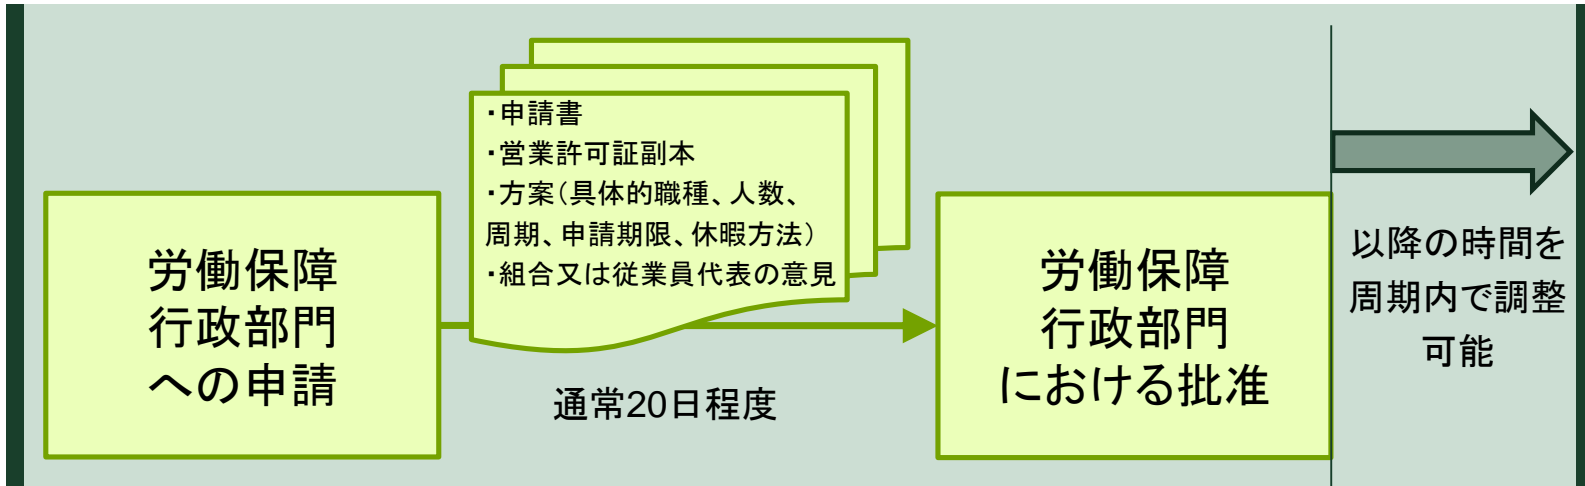 労働保障
行政部門
への申請
・申請書
・営業許可証副本
・方案（具体的職種、人数、
周期、申請期限、休暇方法）
・組合又は従業員代表の意見
通常20日程度
労働保障
行政部門
における批准
以降の時間を
周期内で調整
可能